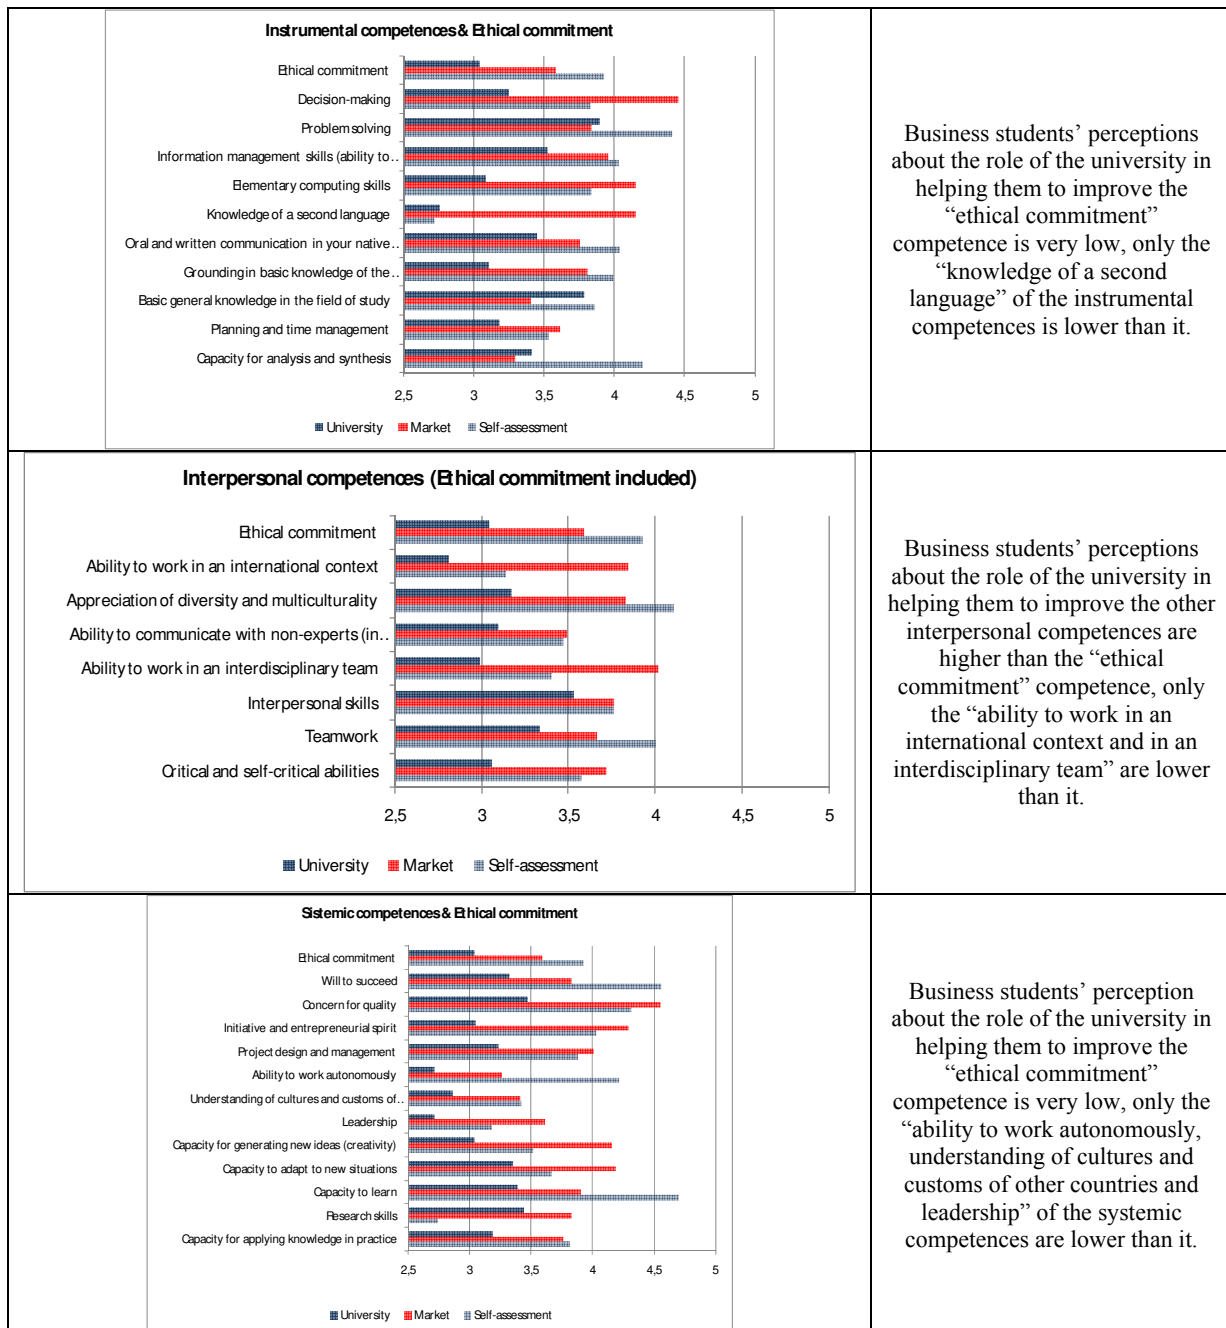 Instrumental competences & Ethical commitment
Ethical commitment
Decision-making
Problem solving
Information management skills (ability to..
Elementary computing skills
Knowledge of a second language
Oral and written communication in your native..
Grounding in basic knowledge of the..
Basic general knowledge in the field of study
Planning and time management
Capacity for analysis and synthesis
2,5 3 3,5 4 4,5 5
University Market Self-assessment
Business students’ perceptions
about the role of the university in
helping them to improve the
“ethical commitment”
competence is very low, only the
“knowledge of a second
language” of the instrumental
competences is lower than it.
Interpersonal competences (Ethical commitment included)
Ethical commitment
Ability to work in an international context
Appreciation of diversity and multiculturality
Ability to communicate with non-experts (in..
Ability to work in an interdisciplinary team
Interpersonal skills
Teamwork
Critical and self-critical abilities
2,5 3 3,5 4 4,5 5
University Market Self-assessment
Business students’ perceptions
about the role of the university in
helping them to improve the other
interpersonal competences are
higher than the “ethical
commitment” competence, only
the “ability to work in an
international context and in an
interdisciplinary team” are lower
than it.
Sistemic competences & Ethical commitment
Ethical commitment
Will to succeed
Concern for quality
Initiative and entrepreneurial spirit
Project design and management
Ability to work autonomously
Understanding of cultures and customs of..
Leadership
Capacity for generating new ideas (creativity)
Capacity to adapt to new situations
Capacity to learn
Research skills
Capacity for applying knowledge in practice
2,5 3 3,5 4 4,5 5
University Market Self-assessment
Business students’ perception
about the role of the university in
helping them to improve the
“ethical commitment”
competence is very low, only the
“ability to work autonomously,
understanding of cultures and
customs of other countries and
leadership” of the systemic
competences are lower than it.